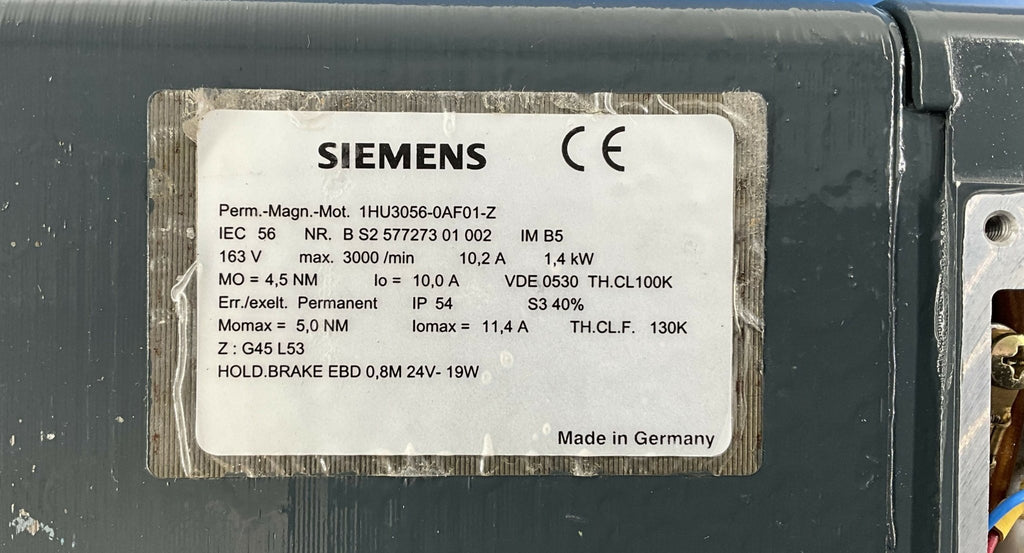 SIEMENS CE
Perm.-Magn.-Mot. 1HU3056-0AF01-Z
IEC 56 NR. B S2 577273 01 002 IM B5
163 V max. 3000 /min 10,2 A 1,4 kW
MO = 4,5 NM Io = 10,0 A VDE 0530 TH.CL100K
Err./exelt. Permanent IP 54 S3 40%
Momax = 5,0 NM Iomax = 11,4 A TH.CL.F. 130K
Z : G45 L53
HOLD.BRAKE EBD 0,8M 24V- 19W
Made in Germany